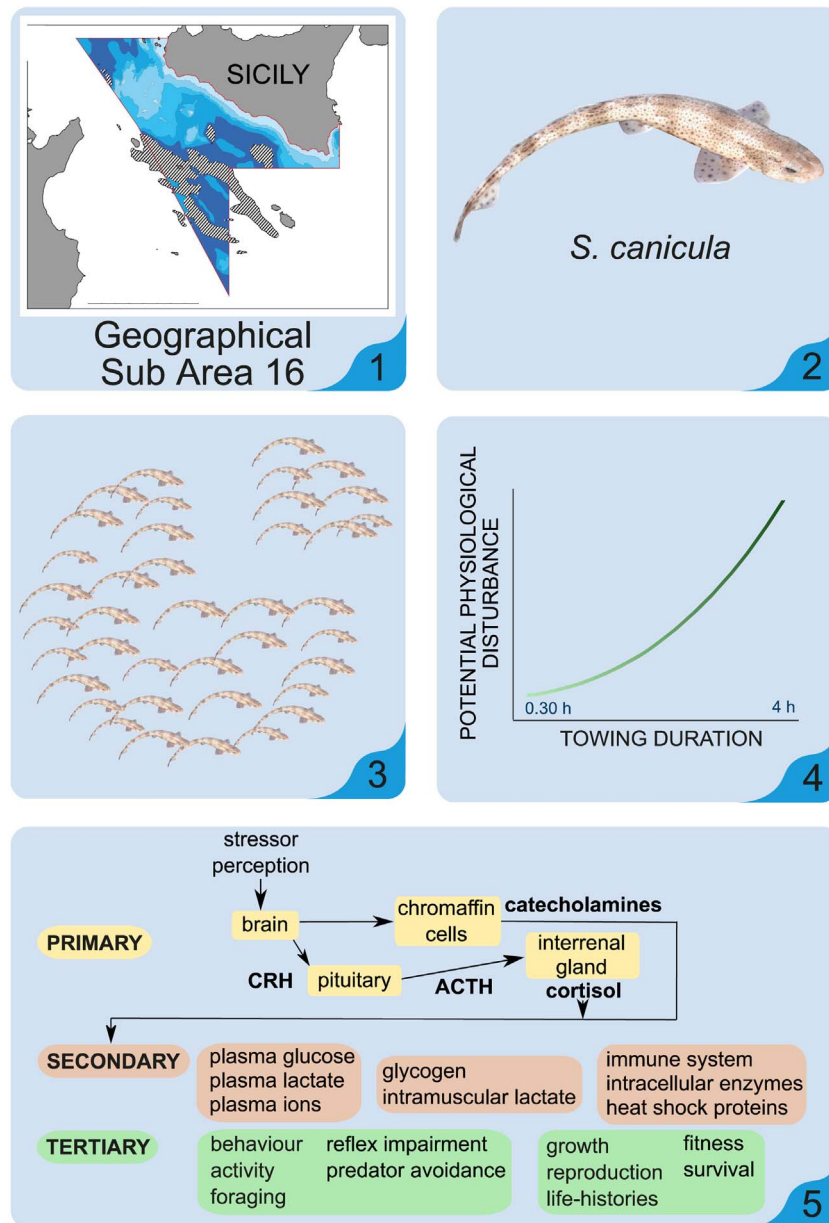 SICILY
Geographical
Sub Area 16
1
S. canicula
2
3
POTENTIAL PHYSIOLOGICAL
DISTURBANCE
0.30 h
4 h
TOWING DURATION
4
stressor
perception
PRIMARY
brain
chromaffin
cells
catecholamines
CRH
pituitary
ACTH
interrenal
gland
cortisol
SECONDARY
plasma glucose
plasma lactate
plasma ions
glycogen
intramuscular lactate
immune system
intracellular enzymes
heat shock proteins
TERTIARY
behaviour
activity
foraging
reflex impairment
predator avoidance
growth
reproduction
life-histories
fitness
survival
5